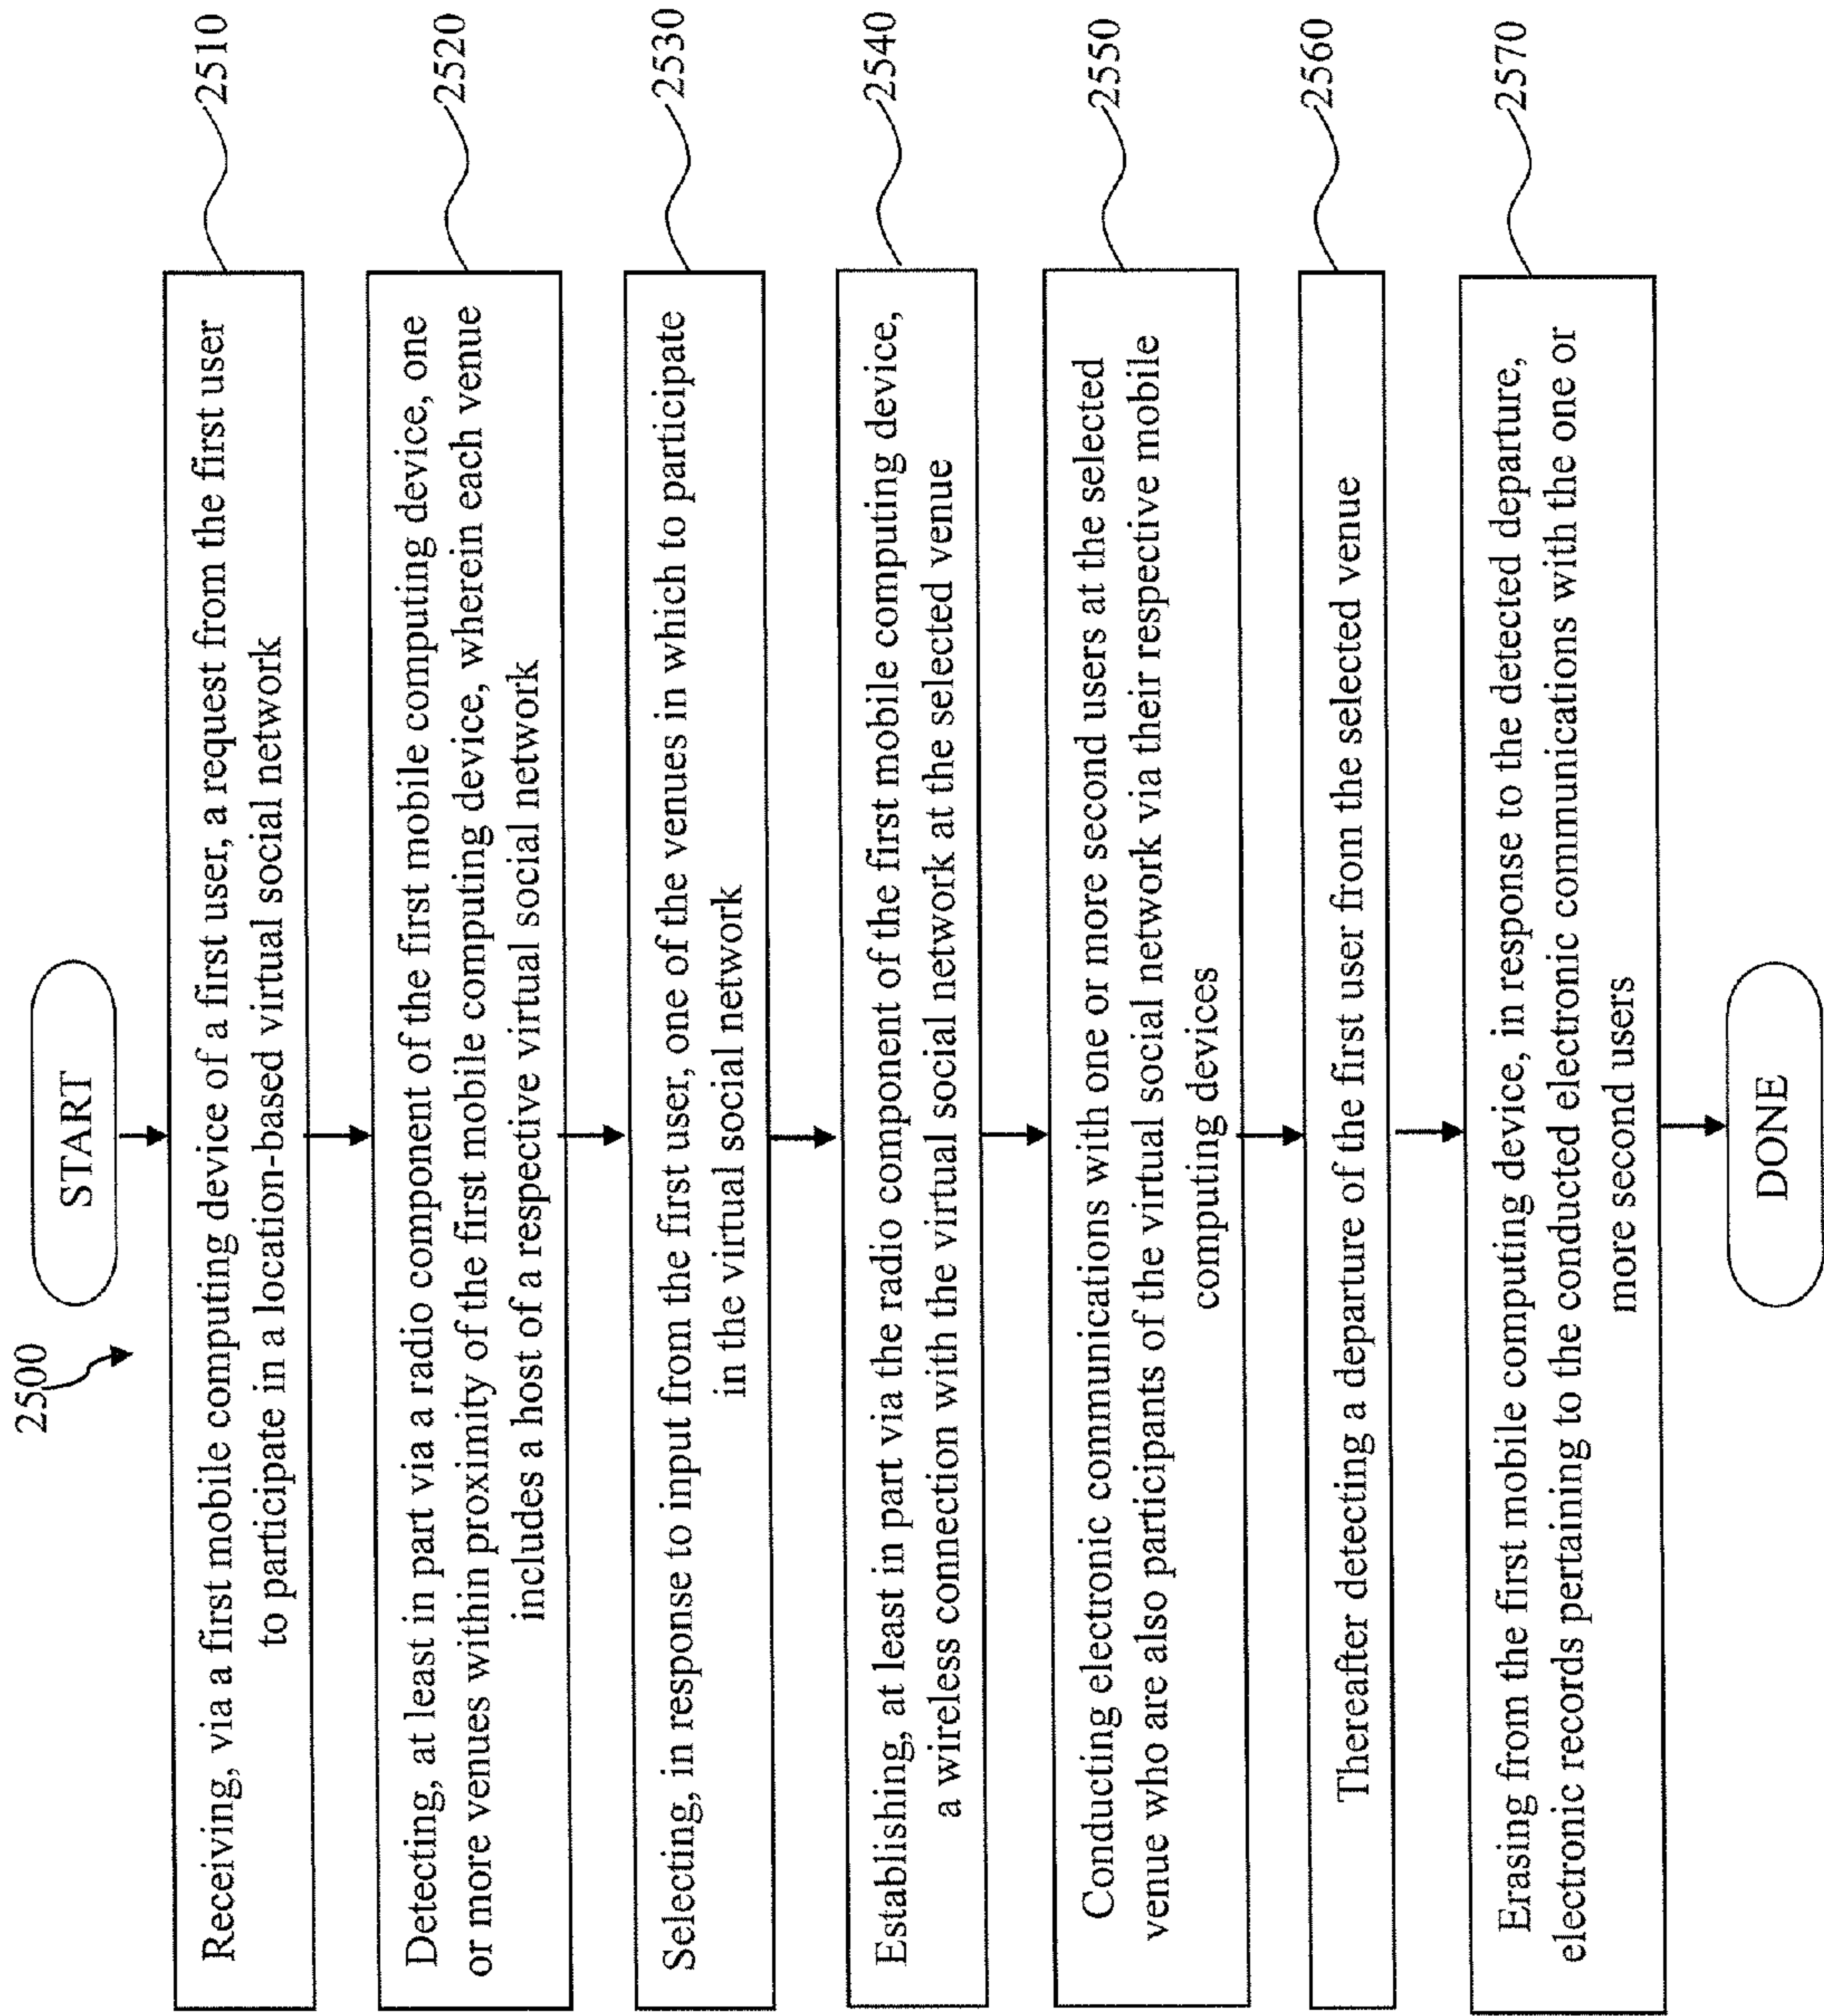 2500
START
Receiving, via a first mobile computing device of a first user, a request from the first user
to participate in a location-based virtual social network
2510
Detecting, at least in part via a radio component of the first mobile computing device, one
or more venues within proximity of the first mobile computing device, wherein each venue
includes a host of a respective virtual social network
2520
Selecting, in response to input from the first user, one of the venues in which to participate
in the virtual social network
2530
Establishing, at least in part via the radio component of the first mobile computing device,
a wireless connection with the virtual social network at the selected venue
2540
Conducting electronic communications with one or more second users at the selected
venue who are also participants of the virtual social network via their respective mobile
computing devices
2550
Thereafter detecting a departure of the first user from the selected venue
2560
Erasing from the first mobile computing device, in response to the detected departure,
electronic records pertaining to the conducted electronic communications with the one or
more second users
2570
DONE